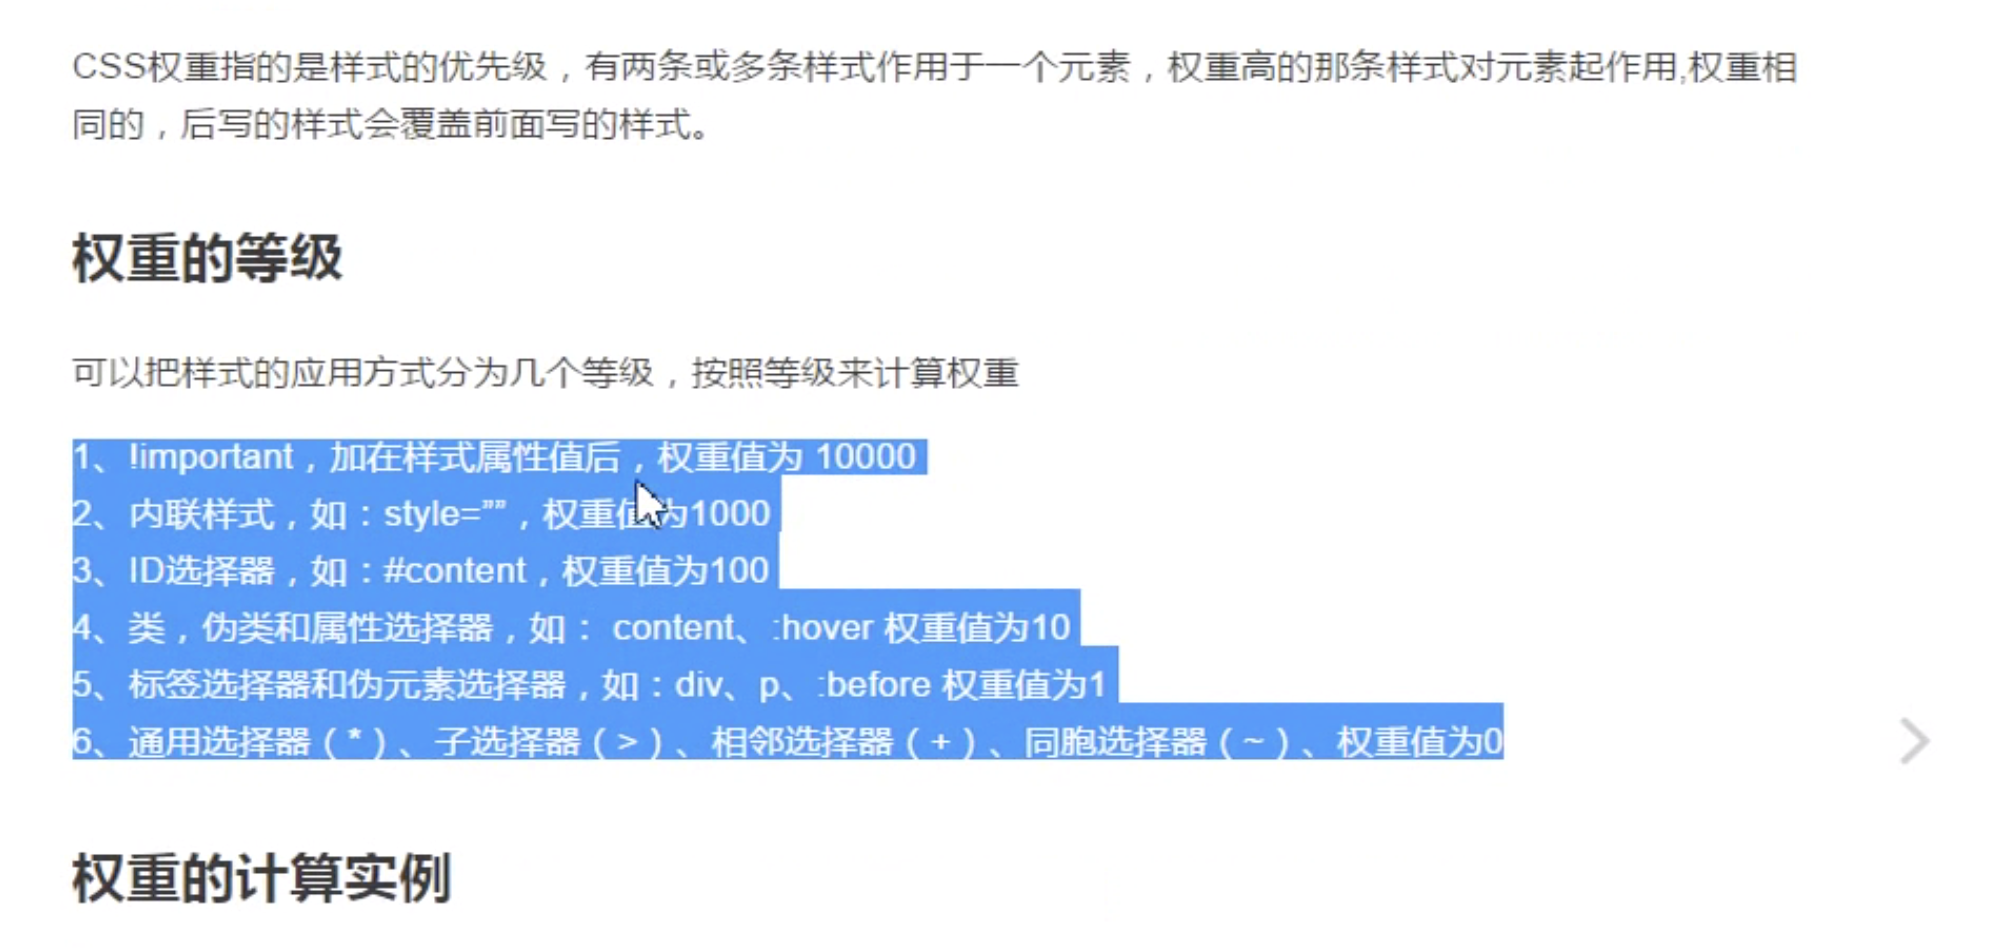 CSS权重指的是样式的优先级，有两条或多条样式作用于一个元素，权重高的那条样式对元素起作用,权重相
同的，后写的样式会覆盖前面写的样式。
权重的等级
可以把样式的应用方式分为几个等级，按照等级来计算权重
1、!important，加在样式属性值后，权重值为 10000
2、内联样式，如：style=””，权重值为1000
3、ID选择器，如：#content，权重值为100
4、类，伪类和属性选择器，如： content、:hover 权重值为10
5、标签选择器和伪元素选择器，如：div、p、:before 权重值为1
6、通用选择器（*）、子选择器（>）、相邻选择器（+）、同胞选择器（~）、权重值为0
权重的计算实例